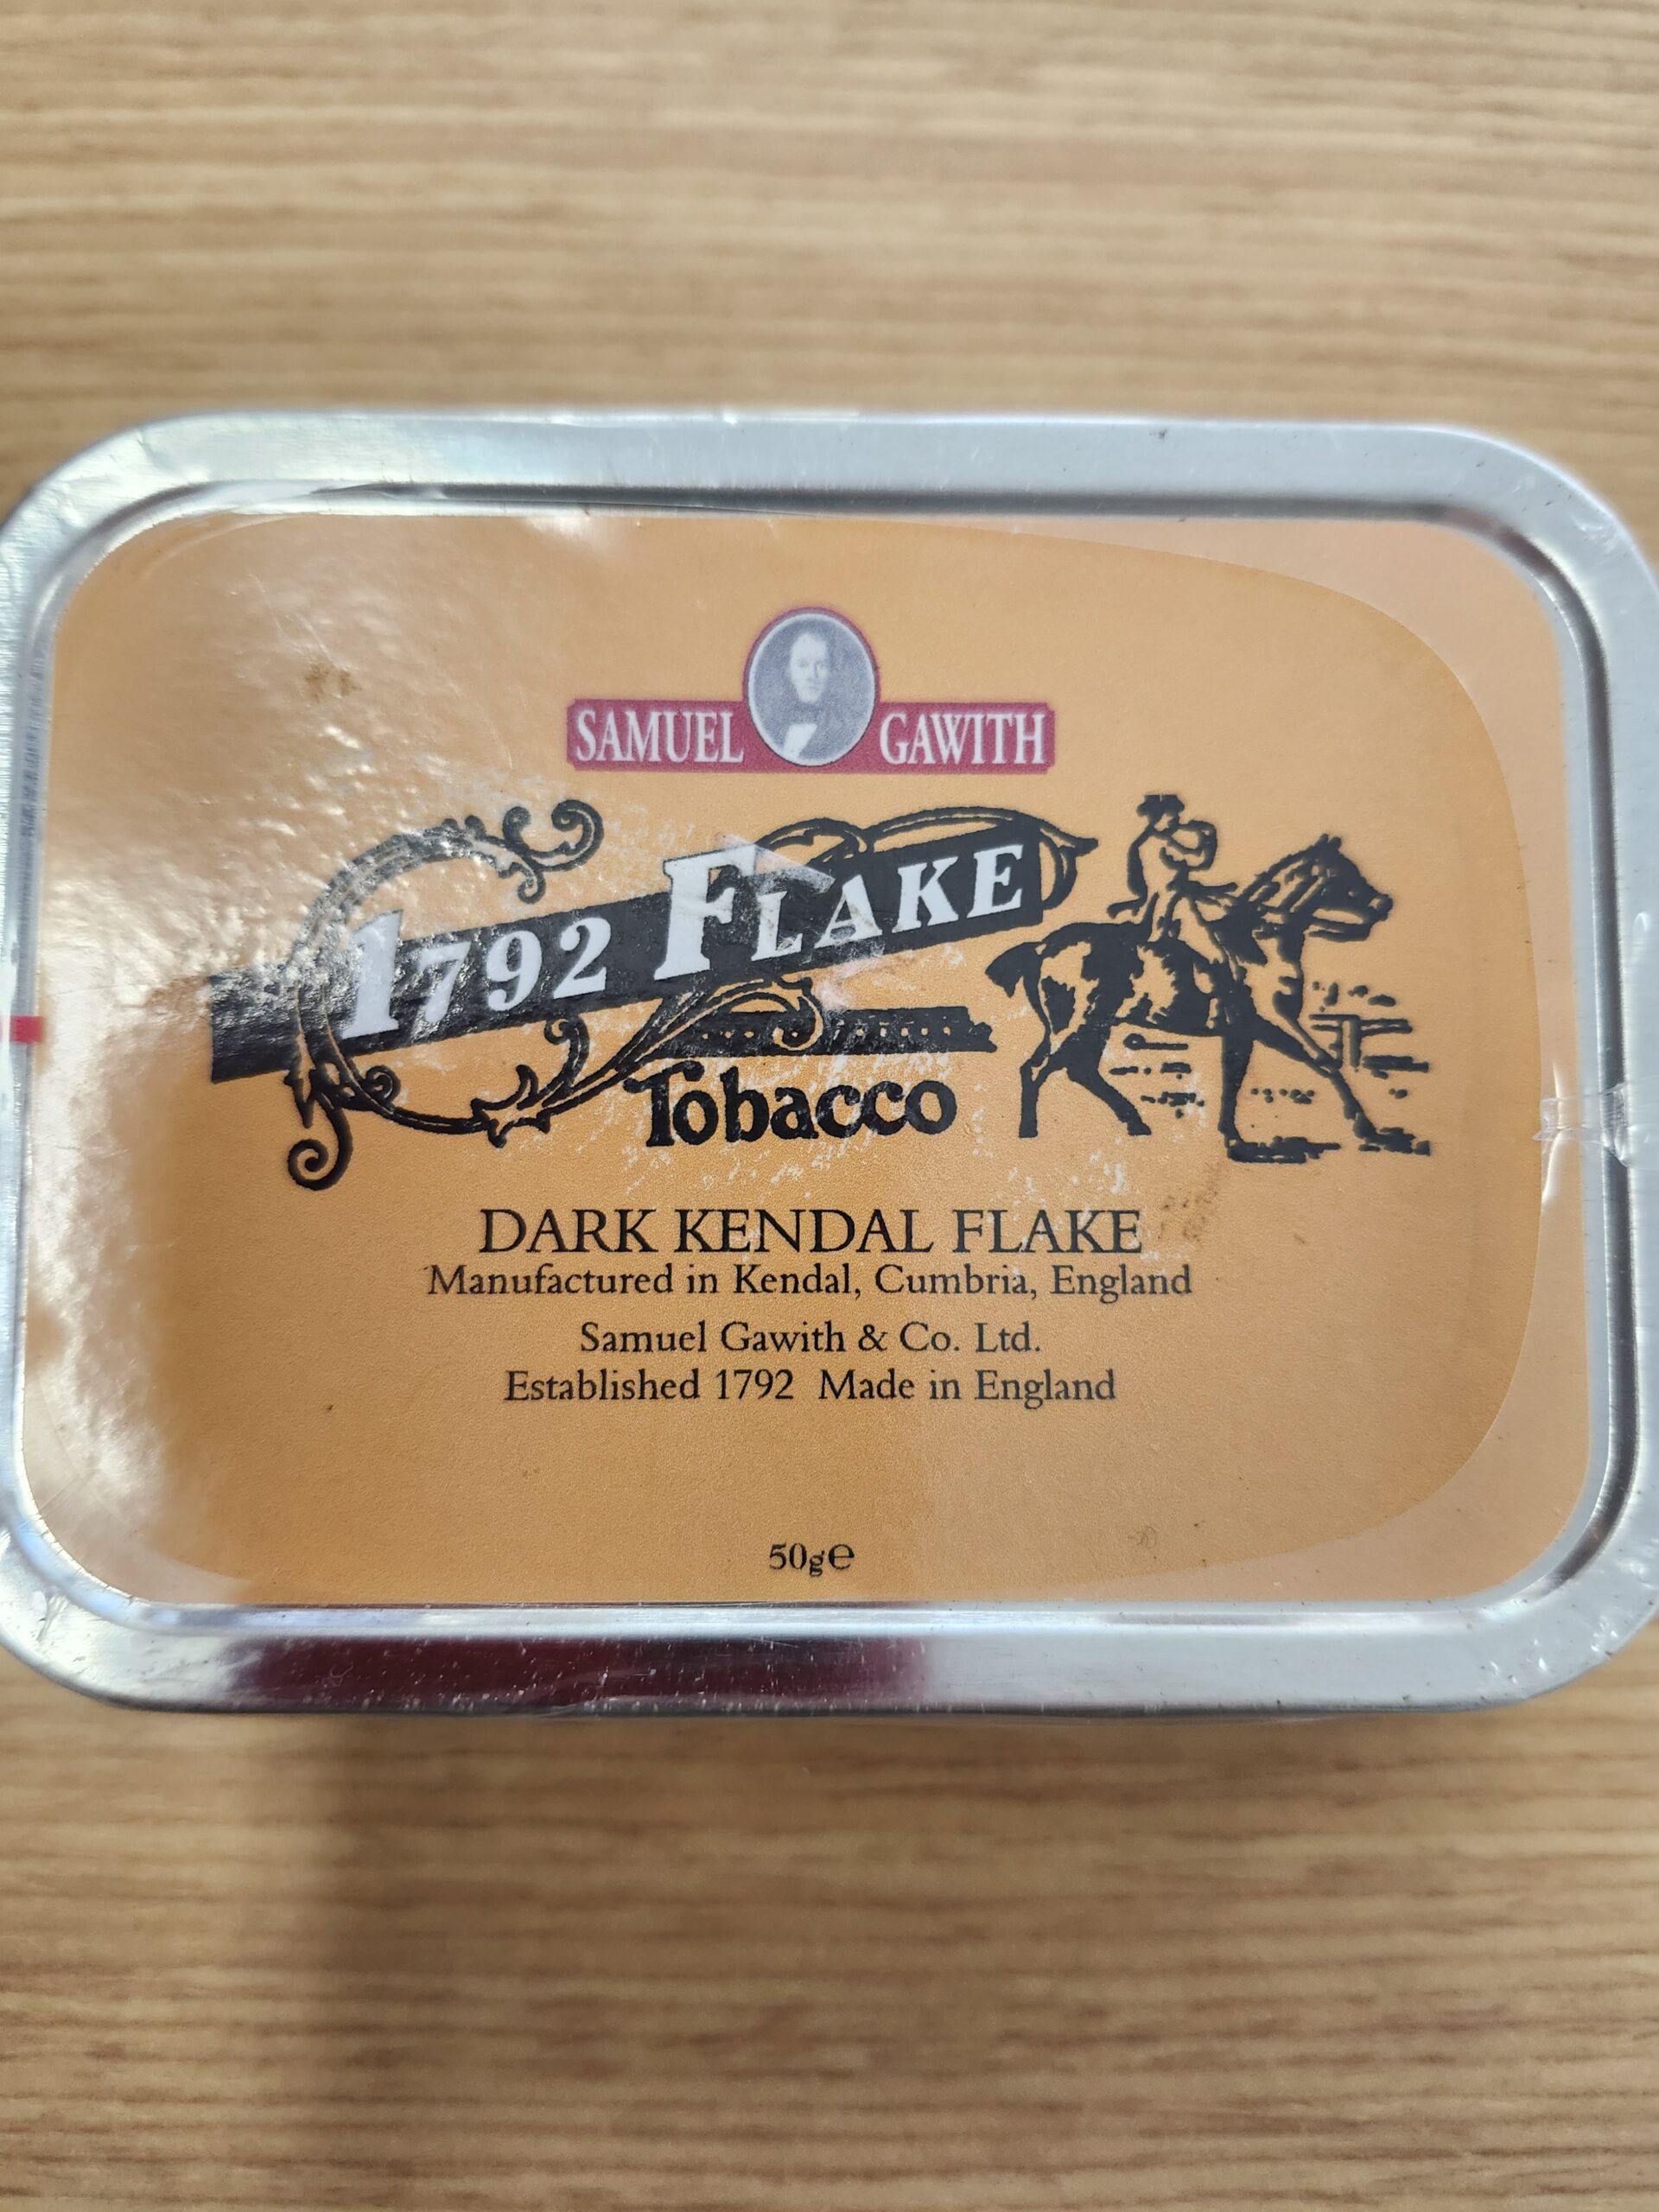 SAMUEL GAWITH
1792 FLAKE
Tobacco
DARK KENDAL FLAKE
Manufactured in Kendal, Cumbria, England
Samuel Gawith & Co. Ltd.
Established 1792 Made in England
50g℮